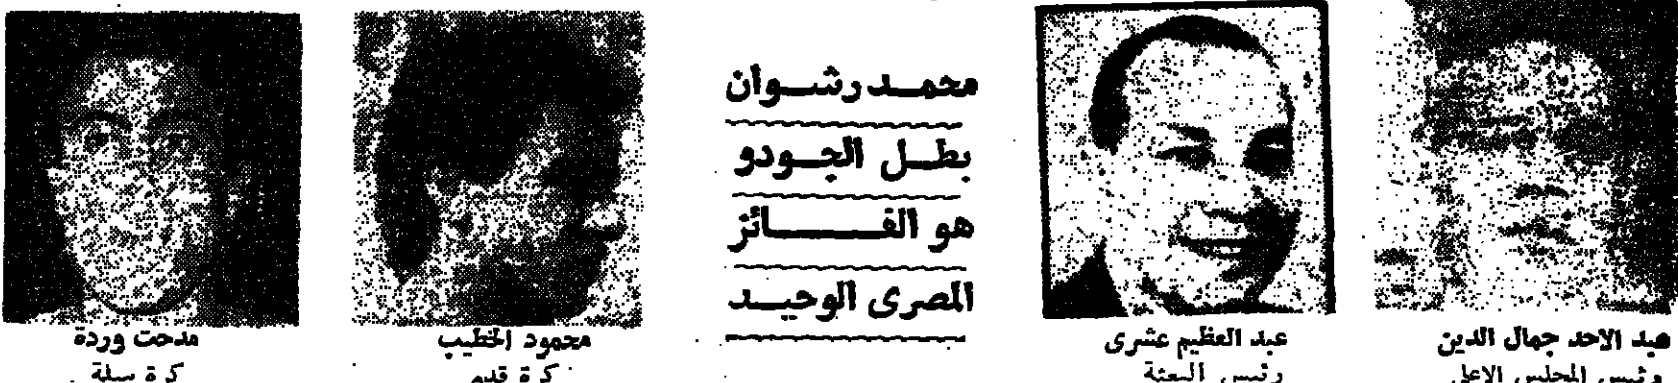 عبد الاحد جمال الدين
رئيس المجلس الاعلى
عبد العظيم عشرى
رئيس البعثة
محمد رشوان
بطل الجودو
هو الفائز
المصرى الوحيد
محمود الخطيب
كرة قدم
مدحت وردة
كرة سلة